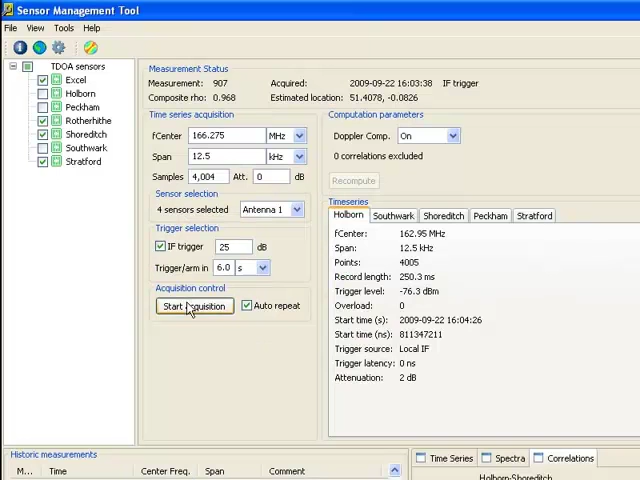 Sensor Management Tool
File View Tools Help
TDOA sensors
Excel
Holborn
Peckham
Rotherhithe
Shoreditch
Southwark
Stratford
Measurement Status
Measurement: 907 Acquired: 2009-09-22 16:03:38 IF trigger
Composite rho: 0.968 Estimated location: 51.4078, -0.0826
Time series acquisition
fCenter 166.275 MHz
Span 12.5 kHz
Samples 4,004 Att. 0 dB
Sensor selection
4 sensors selected Antenna 1
Trigger selection
IF trigger 25 dB
Trigger/arm in 6.0 s
Acquisition control
Start Acquisition Auto repeat
Computation parameters
Doppler Comp. On
0 correlations excluded
Recompute
Timeseries
Holborn Southwark Shoreditch Peckham Stratford
fCenter: 162.95 MHz
Span: 12.5 kHz
Points: 4005
Record length: 250.3 ms
Trigger level: -76.3 dBm
Overload: 0
Start time (s): 2009-09-22 16:04:26
Start time (ns): 811347211
Trigger source: Local IF
Trigger latency: 0 ns
Attenuation: 2 dB
Historic measurements
M... Time Center Freq. Span Comment
Time Series Spectra Correlations
Holborn-Shoreditch